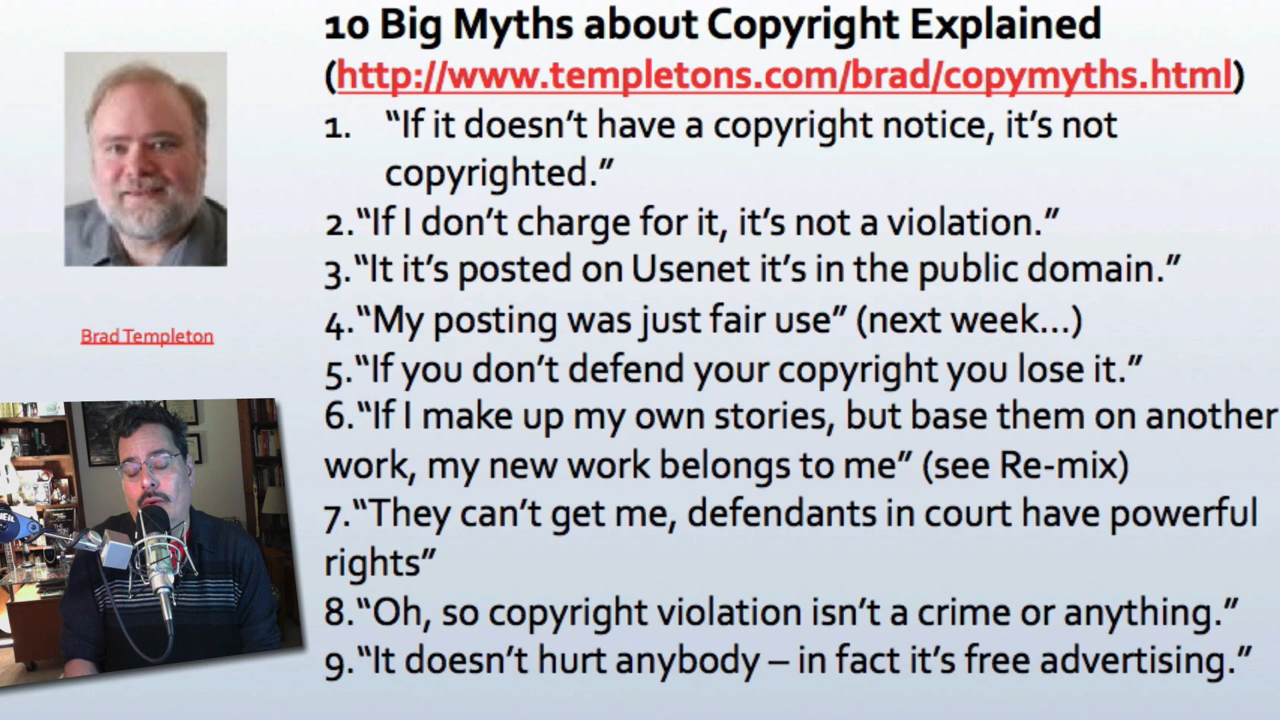 10 Big Myths about Copyright Explained
(http://www.templetons.com/brad/copymyths.html)
1. “If it doesn’t have a copyright notice, it’s not
copyrighted.”
2.“If I don’t charge for it, it’s not a violation.”
3.“It it’s posted on Usenet it’s in the public domain.”
4.“My posting was just fair use” (next week...)
5.“If you don’t defend your copyright you lose it.”
6.“If I make up my own stories, but base them on another
work, my new work belongs to me” (see Re-mix)
7.“They can’t get me, defendants in court have powerful
rights”
8.“Oh, so copyright violation isn’t a crime or anything.”
9.“It doesn’t hurt anybody – in fact it’s free advertising.”
Brad Templeton